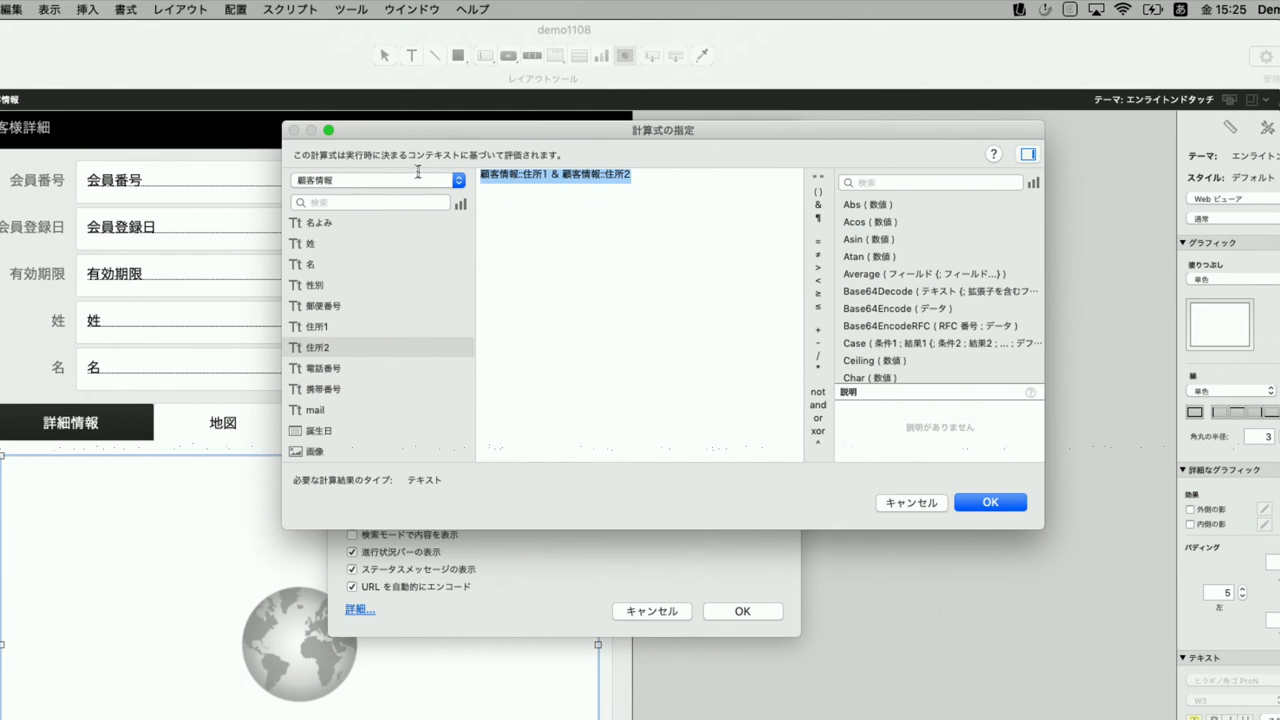 編集 表示 挿入 書式 レイアウト 配置 スクリプト ツール ウインドウ ヘルプ あ 金 15:25 Dem
demo1108
レイアウトツール
情報 テーマ: エンライトンドタッチ
客様詳細
会員番号 会員番号
会員登録日 会員登録日
有効期限 有効期限
姓 姓
名 名
詳細情報 地図
計算式の指定
この計算式は実行時に決まるコンテキストに基づいて評価されます。
顧客情報
検索
名よみ
姓
名
性別
郵便番号
住所1
住所2
電話番号
携帯番号
mail
誕生日
画像
顧客情報::住所1 & 顧客情報::住所2
" "
( )
&
¶
=
≠
>
<
≥
≤
+
-
/
*
not
and
or
xor
^
検索
Abs ( 数値 )
Acos ( 数値 )
Asin ( 数値 )
Atan ( 数値 )
Average ( フィールド {; フィールド...} )
Base64Decode ( テキスト {; 拡張子を含むフ…
Base64Encode ( データ )
Base64EncodeRFC ( RFC 番号 ; データ )
Case ( 条件1 ; 結果1 {; 条件2 ; 結果2 ; ... ; デフ…
Ceiling ( 数値 )
Char ( 数値 )
説明
説明がありません
必要な計算結果のタイプ: テキスト
キャンセル OK
検索モードで内容を表示
進行状況バーの表示
ステータスメッセージの表示
URL を自動的にエンコード
詳細...
キャンセル OK
テーマ: エンライト
スタイル: デフォルト
Web ビューア
通常
グラフィック
塗りつぶし
単色
線
単色
角丸の半径: 3
詳細なグラフィック
効果
外側の影
内側の影
パディング
5
左
テキスト
ヒラギノ角ゴ ProN
W3